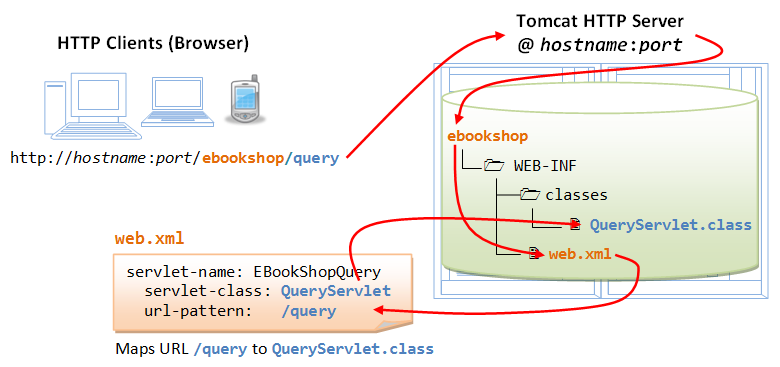 HTTP Clients (Browser)
http://hostname:port/ebookshop/query
Tomcat HTTP Server
@ hostname:port
ebookshop
WEB-INF
classes
QueryServlet.class
web.xml
web.xml
servlet-name: EBookShopQuery
servlet-class: QueryServlet
url-pattern: /query
Maps URL /query to QueryServlet.class